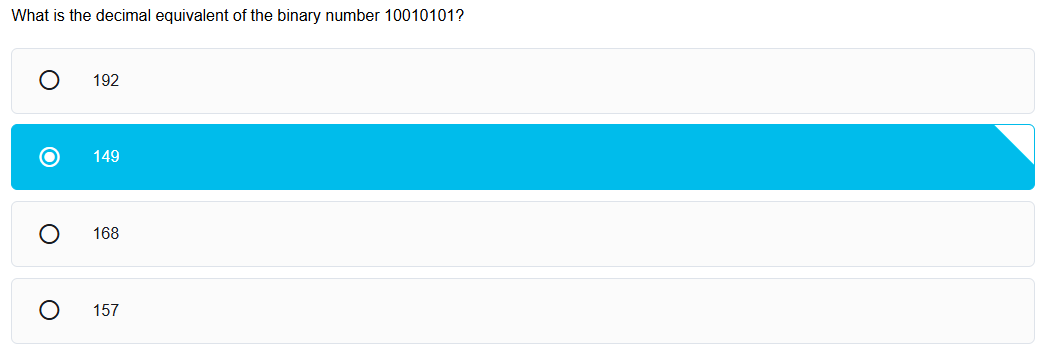 What is the decimal equivalent of the binary number 10010101?
192
149
168
157